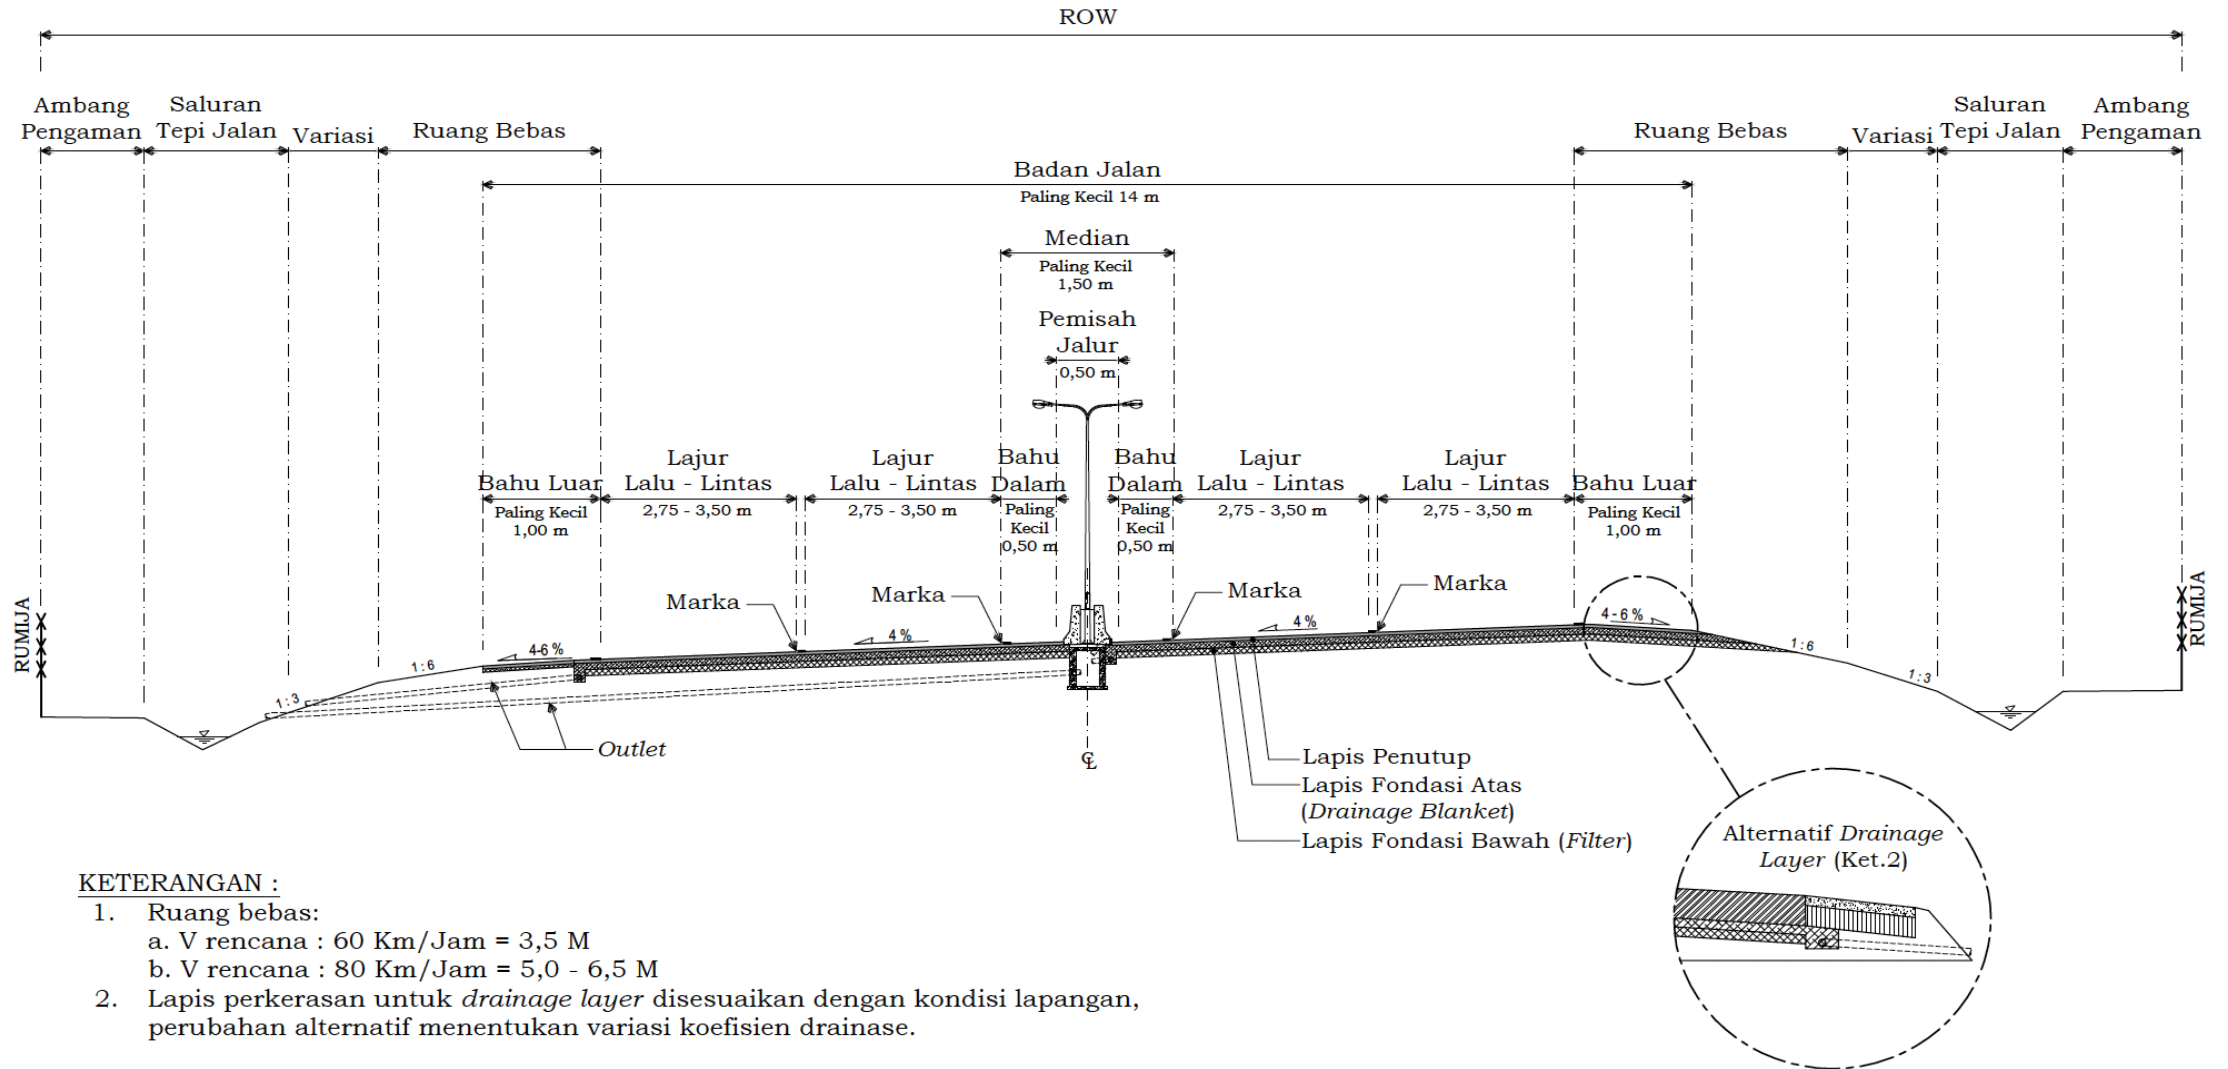 ROW
Ambang
Pengaman
Saluran
Tepi Jalan
Variasi
Ruang Bebas
Ruang Bebas
Variasi
Saluran
Tepi Jalan
Ambang
Pengaman
Badan Jalan
Paling Kecil 14 m
Median
Paling Kecil
1,50 m
Pemisah
Jalur
0,50 m
Bahu Luar
Paling Kecil
1,00 m
Lajur
Lalu - Lintas
2,75 - 3,50 m
Lajur
Lalu - Lintas
2,75 - 3,50 m
Bahu
Dalam
Paling
Kecil
0,50 m
Bahu
Dalam
Paling
Kecil
0,50 m
Lajur
Lalu - Lintas
2,75 - 3,50 m
Lajur
Lalu - Lintas
2,75 - 3,50 m
Bahu Luar
Paling Kecil
1,00 m
Marka
Marka
Marka
Marka
RUMIJA
RUMIJA
1:3
1:6
4-6 %
4 %
4 %
4-6 %
1:6
1:3
Outlet
CL
Lapis Penutup
Lapis Fondasi Atas
(Drainage Blanket)
Lapis Fondasi Bawah (Filter)
Alternatif Drainage
Layer (Ket.2)
KETERANGAN :
1. Ruang bebas:
a. V rencana : 60 Km/Jam = 3,5 M
b. V rencana : 80 Km/Jam = 5,0 - 6,5 M
2. Lapis perkerasan untuk drainage layer disesuaikan dengan kondisi lapangan,
perubahan alternatif menentukan variasi koefisien drainase.